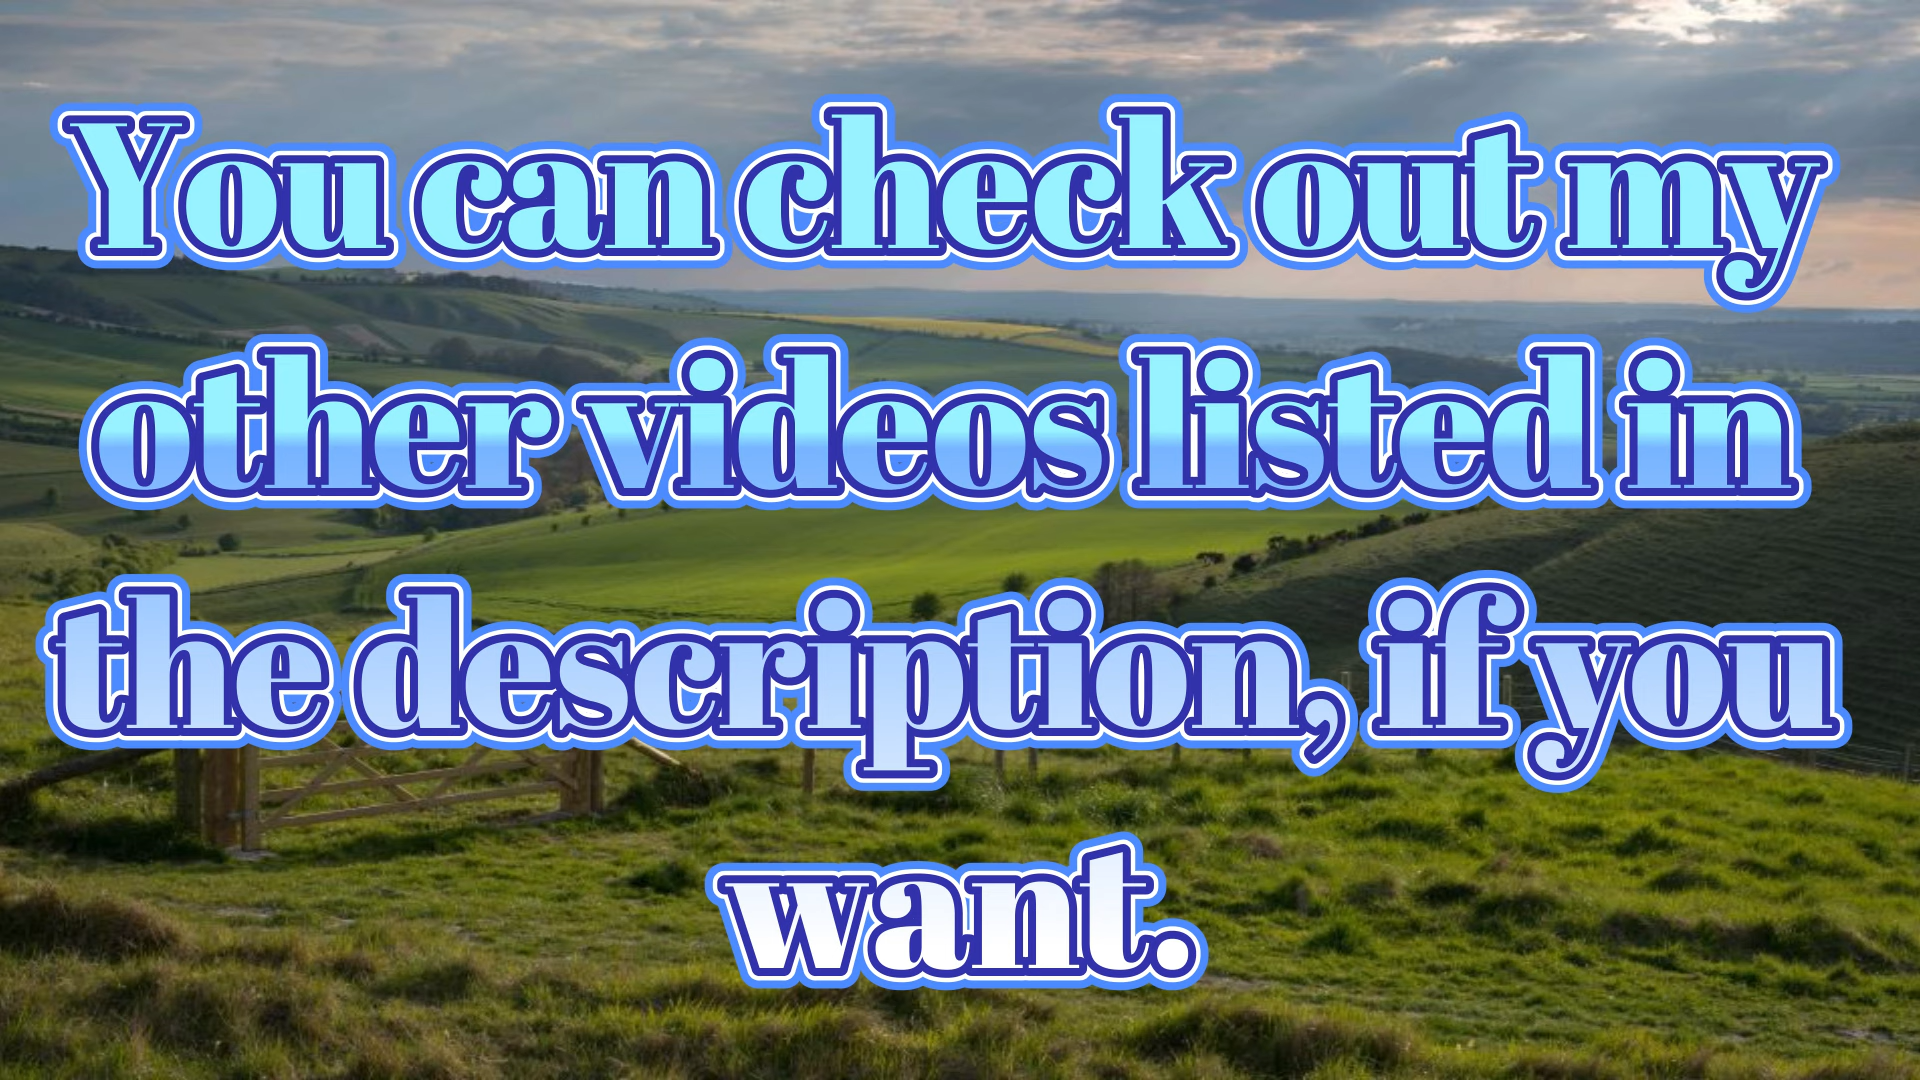 You can check out my
other videos listed in
the description, if you
want.